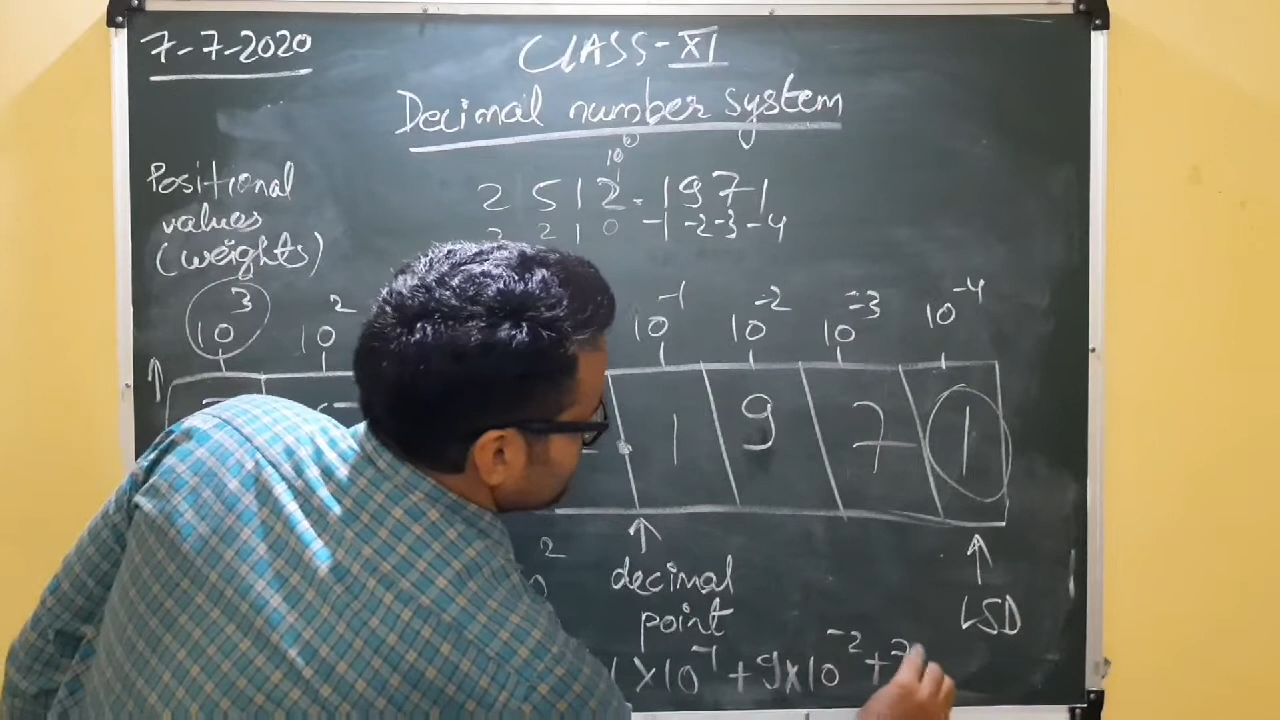 7-7-2020
CLASS-XI
Decimal number system
10⁰
Positional
values
(weights)
2 5 1 2 . 1 9 7 1
3 2 1 0 -1 -2 -3 -4
10³ 10² 10⁻¹ 10⁻² 10⁻³ 10⁻⁴
1 9 7 1
decimal
point
LSD
1×10⁻¹ + 9×10⁻² + 7